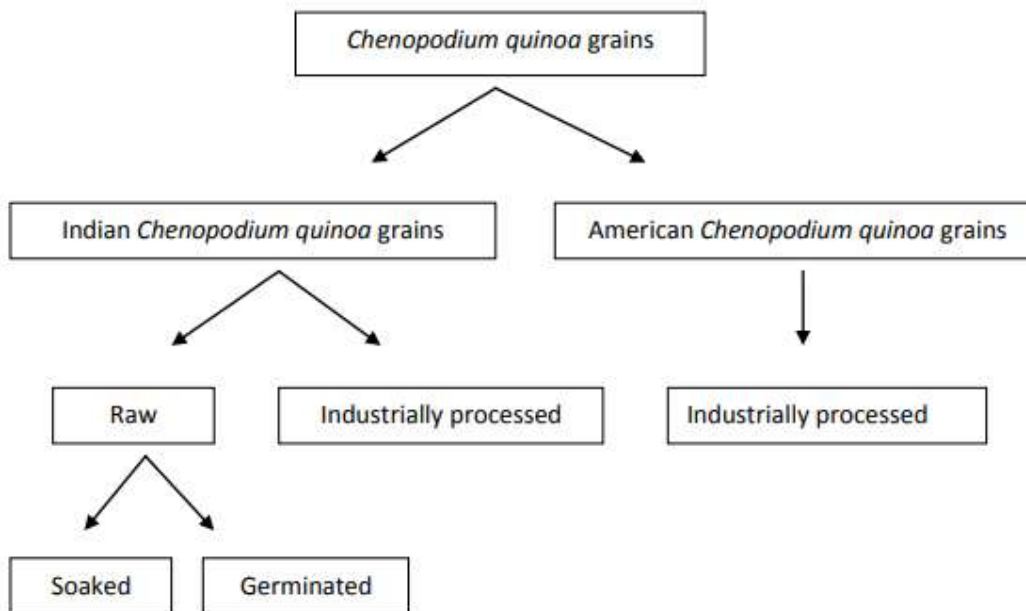 Chenopodium quinoa grains
Indian Chenopodium quinoa grains
American Chenopodium quinoa grains
Raw
Industrially processed
Industrially processed
Soaked
Germinated